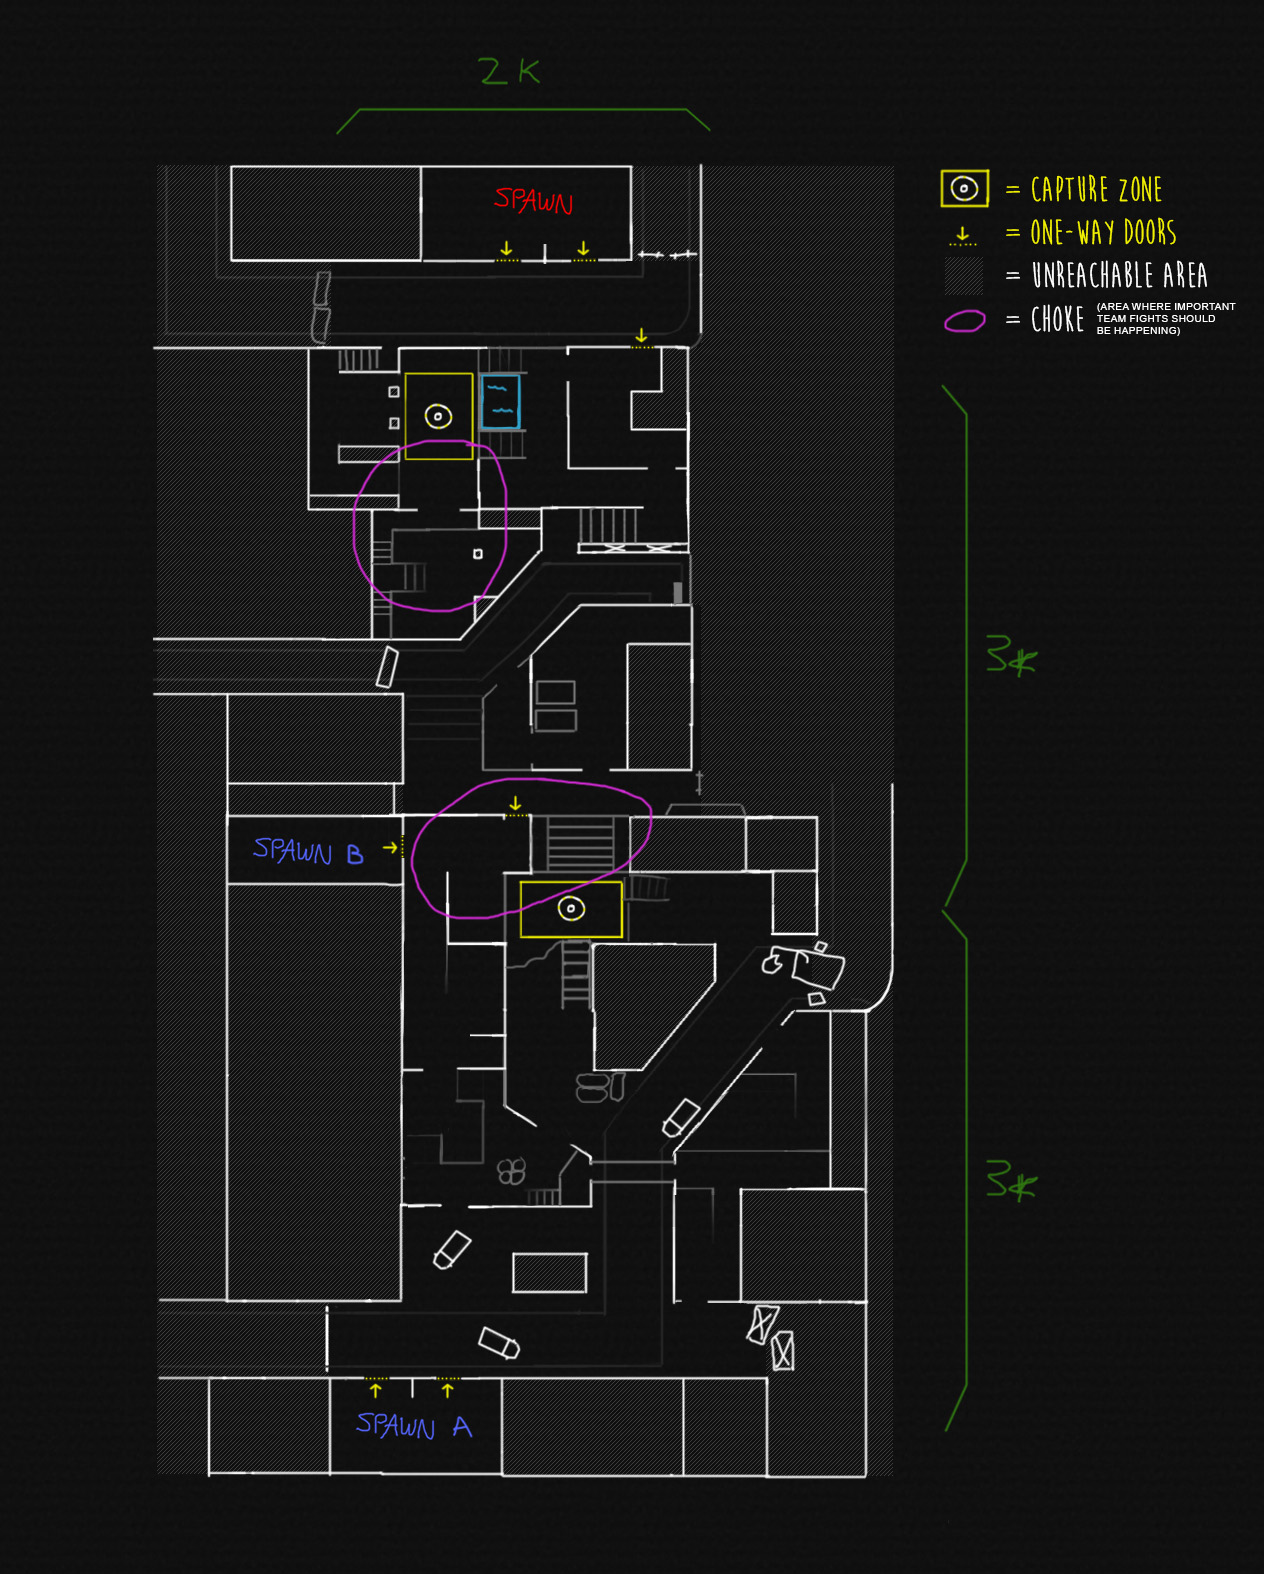 2K
SPAWN
= CAPTURE ZONE
= ONE-WAY DOORS
= UNREACHABLE AREA
= CHOKE (AREA WHERE IMPORTANT
TEAM FIGHTS SHOULD
BE HAPPENING)
3K
SPAWN B
3K
SPAWN A